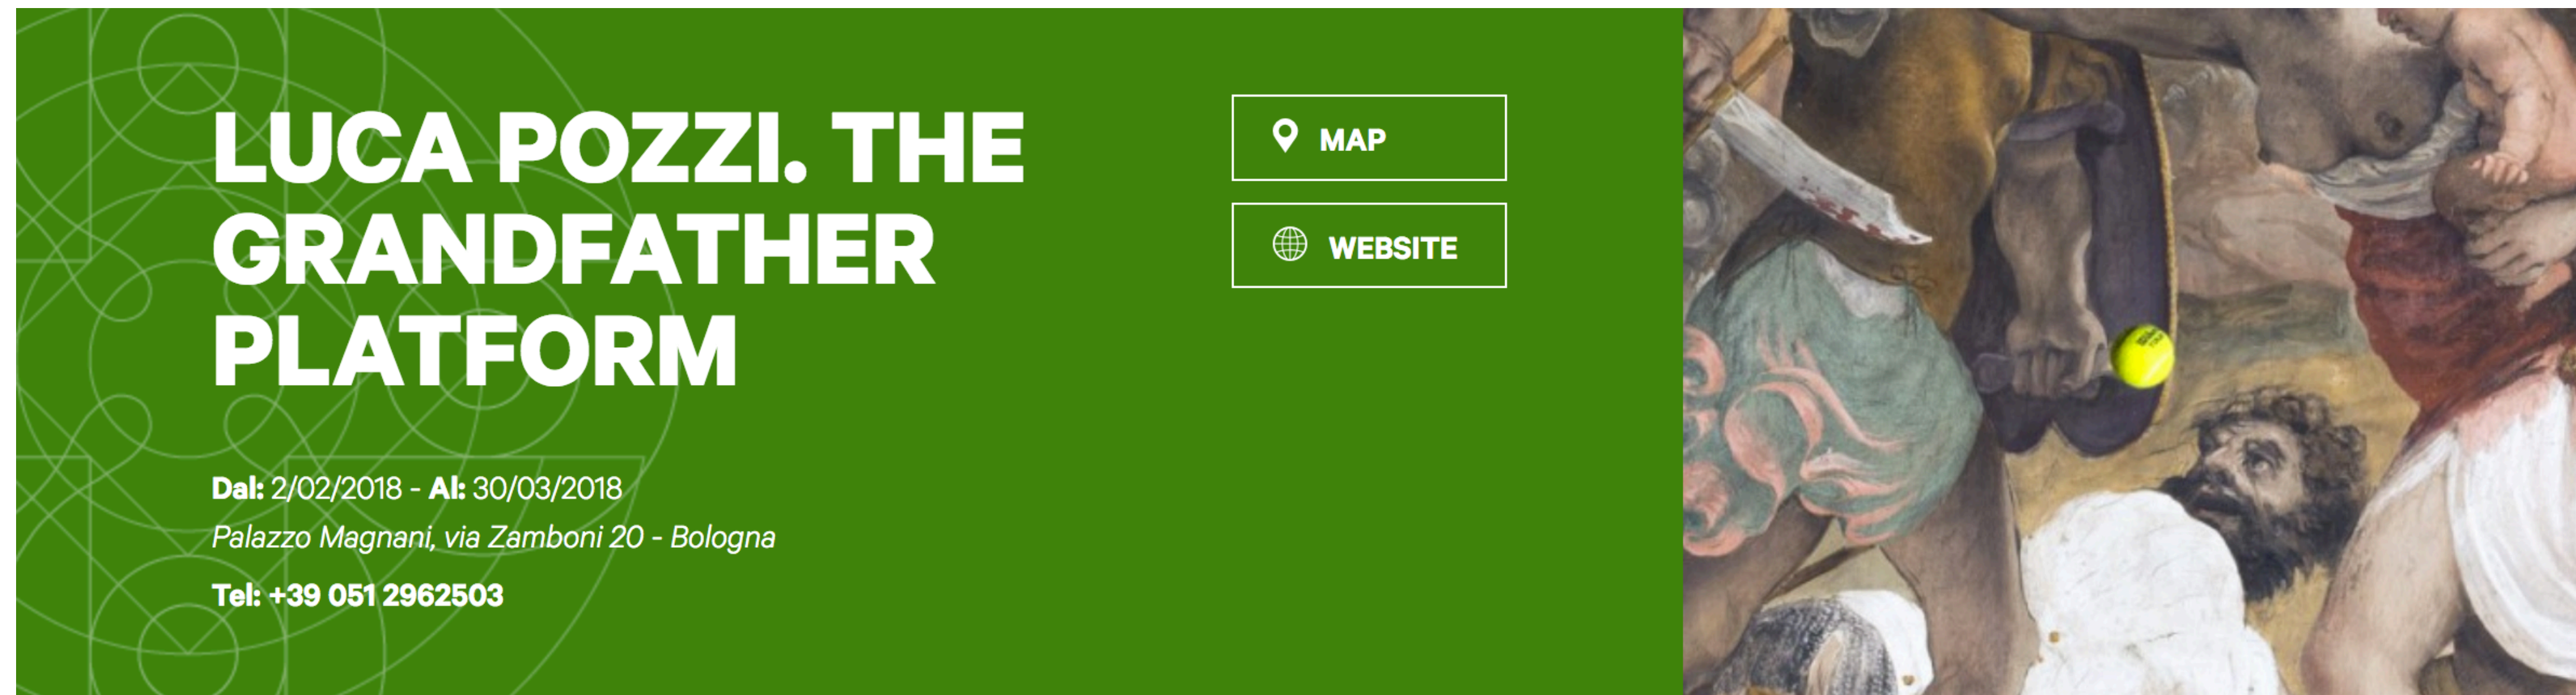 LUCA POZZI. THE
GRANDFATHER
PLATFORM
Dal: 2/02/2018 - Al: 30/03/2018
Palazzo Magnani, via Zamboni 20 - Bologna
Tel: +39 051 2962503
MAP
WEBSITE